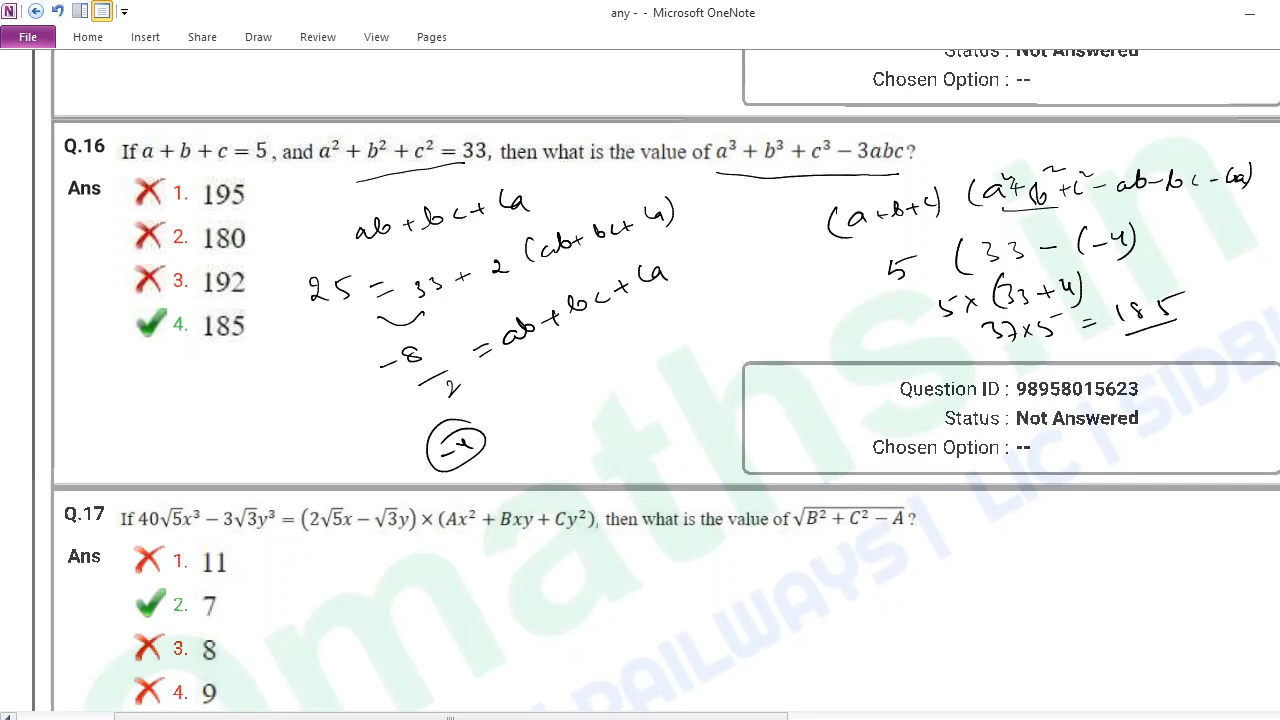 any - - Microsoft OneNote
File Home Insert Share Draw Review View Pages
Status : Not Answered
Chosen Option : --
Q.16 If a + b + c = 5 , and a² + b² + c² = 33, then what is the value of a³ + b³ + c³ − 3abc?
Ans
1. 195
2. 180
3. 192
4. 185
ab + bc + ca
25 = 33 + 2 (ab + bc + ca)
-8/2 = ab + bc + ca
-4
(a+b+c) (a² + b² + c² - ab - bc - ca)
5 (33 - (-4)
5 x (33 + 4)
37 x 5 = 185
Question ID : 98958015623
Status : Not Answered
Chosen Option : --
Q.17 If 40√5x³ − 3√3y³ = (2√5x − √3y) × (Ax² + Bxy + Cy²), then what is the value of √B² + C² − A ?
Ans
1. 11
2. 7
3. 8
4. 9
maths in
RAILWAYS | LIC | SIDBI